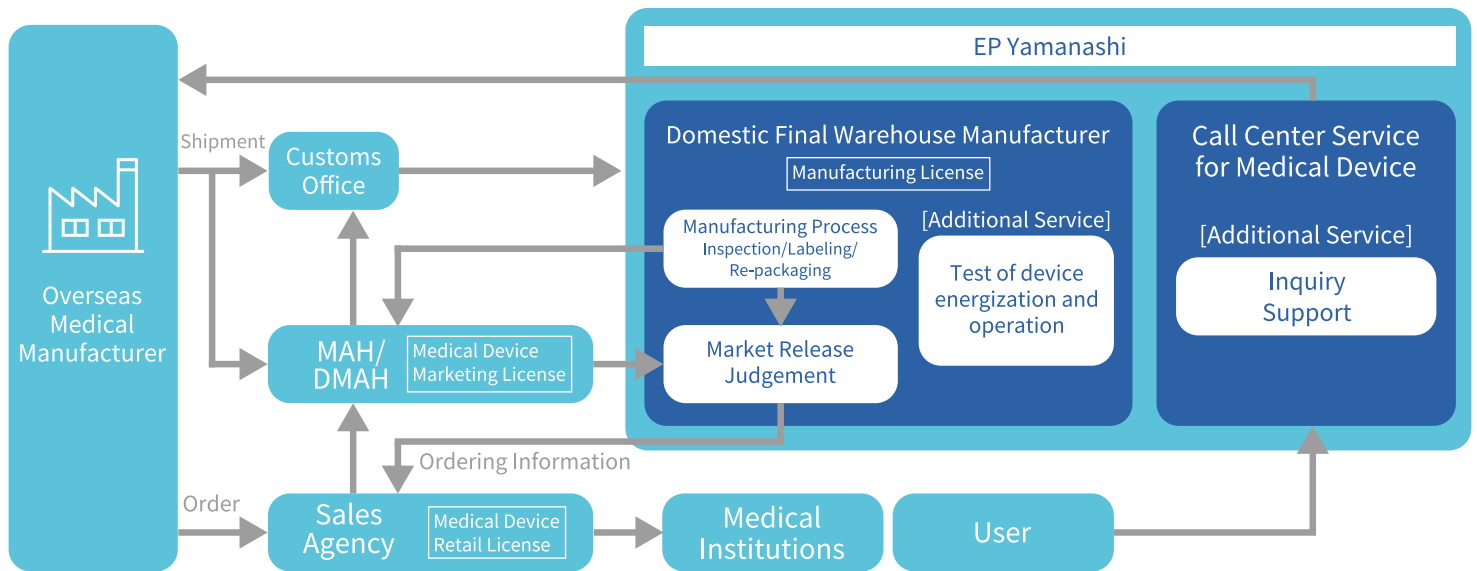 EP Yamanashi
Shipment
Overseas
Medical
Manufacturer
Customs
Office
Domestic Final Warehouse Manufacturer
Manufacturing License
Manufacturing Process
Inspection/Labeling/
Re-packaging
[Additional Service]
Test of device
energization and
operation
Call Center Service
for Medical Device
[Additional Service]
Inquiry
Support
MAH/
DMAH
Medical Device
Marketing License
Market Release
Judgement
Ordering Information
Order
Sales
Agency
Medical Device
Retail License
Medical
Institutions
User